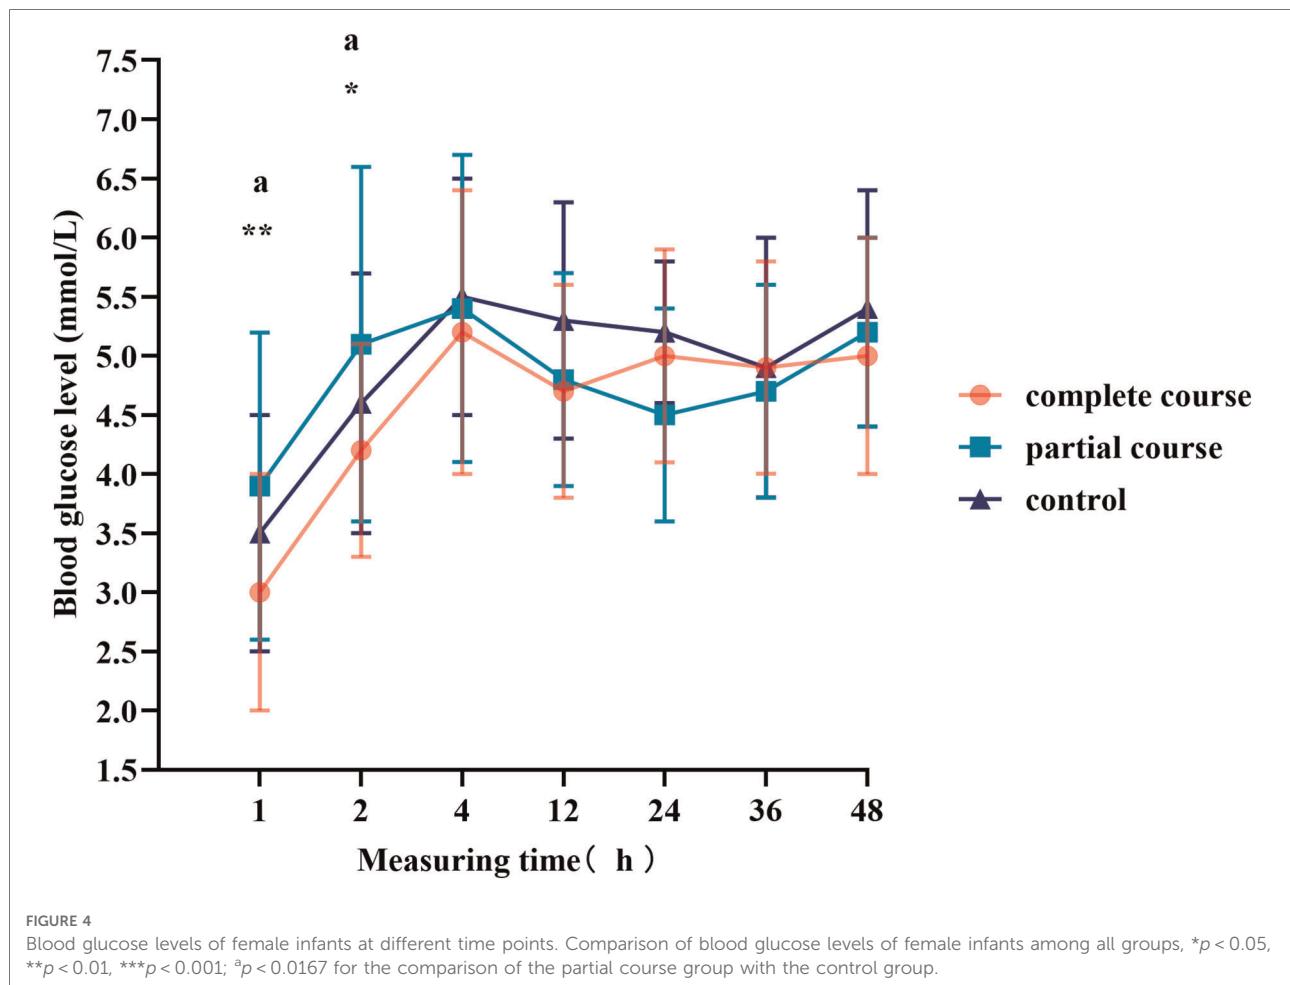 a
*
a
**
7.5
7.0
6.5
6.0
5.5
5.0
4.5
4.0
3.5
3.0
2.5
2.0
1.5
Blood glucose level (mmol/L)
1 2 4 12 24 36 48
Measuring time( h )
complete course
partial course
control
FIGURE 4
Blood glucose levels of female infants at different time points. Comparison of blood glucose levels of female infants among all groups, *p < 0.05,
**p < 0.01, ***p < 0.001; ᵃp < 0.0167 for the comparison of the partial course group with the control group.